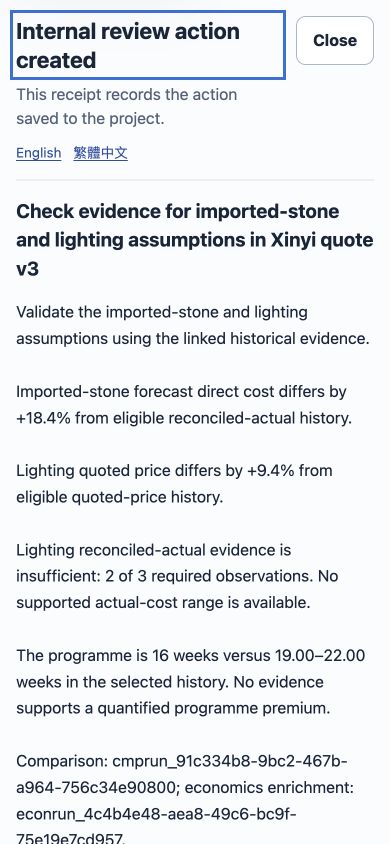 Internal review action
created
Close
This receipt records the action
saved to the project.
English 繁體中文
Check evidence for imported-stone
and lighting assumptions in Xinyi quote
v3
Validate the imported-stone and lighting
assumptions using the linked historical evidence.
Imported-stone forecast direct cost differs by
+18.4% from eligible reconciled-actual history.
Lighting quoted price differs by +9.4% from
eligible quoted-price history.
Lighting reconciled-actual evidence is
insufficient: 2 of 3 required observations. No
supported actual-cost range is available.
The programme is 16 weeks versus 19.00–22.00
weeks in the selected history. No evidence
supports a quantified programme premium.
Comparison: cmprun_91c334b8-9bc2-467b-
a964-756c34e90800; economics enrichment:
econrun_4c4b4e48-aea8-49c6-bc9f-
75e19e7cd957.